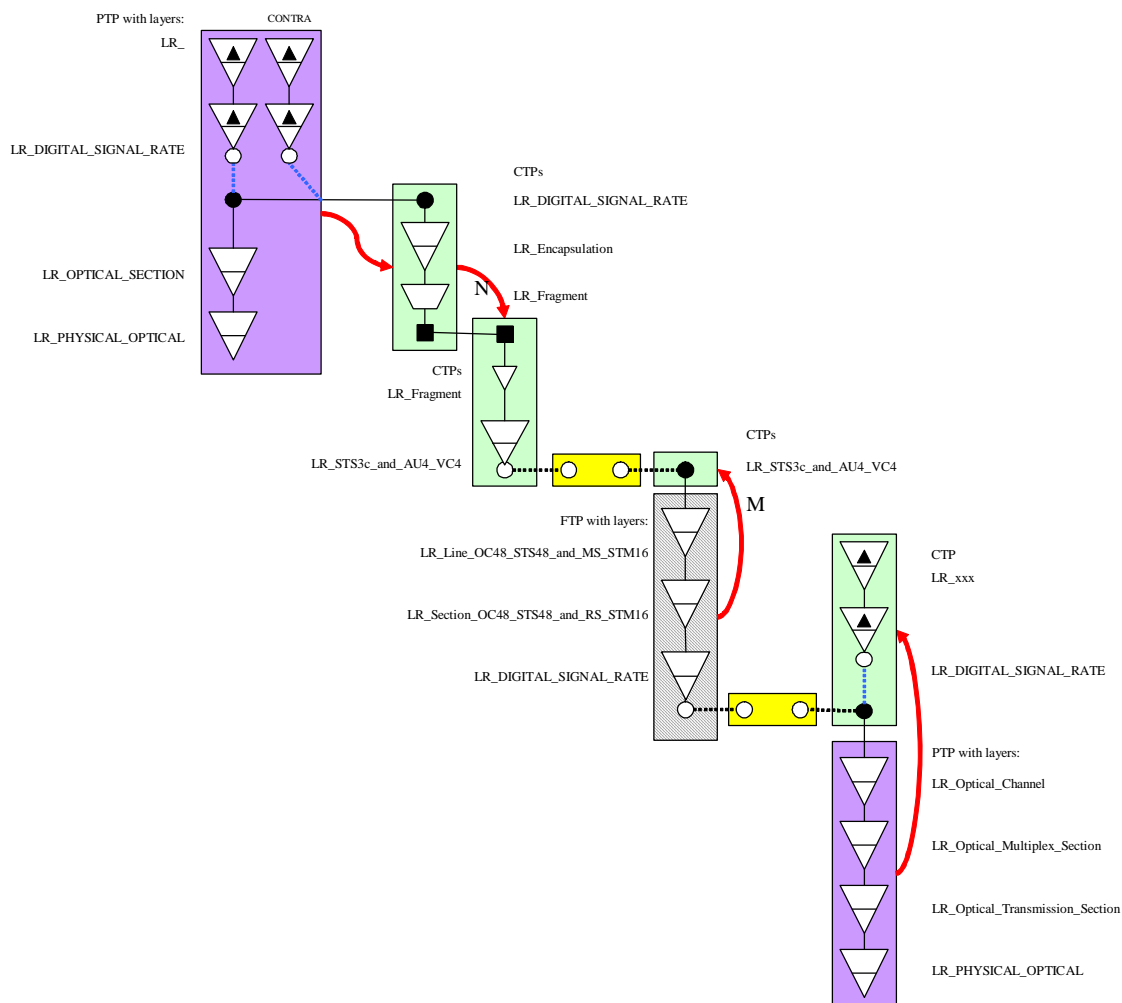 PTP with layers:
CONTRA
LR_
LR_DIGITAL_SIGNAL_RATE
LR_OPTICAL_SECTION
LR_PHYSICAL_OPTICAL
CTPs
LR_DIGITAL_SIGNAL_RATE
LR_Encapsulation
N
LR_Fragment
CTPs
LR_Fragment
LR_STS3c_and_AU4_VC4
CTPs
LR_STS3c_and_AU4_VC4
M
FTP with layers:
LR_Line_OC48_STS48_and_MS_STM16
LR_Section_OC48_STS48_and_RS_STM16
LR_DIGITAL_SIGNAL_RATE
CTP
LR_xxx
LR_DIGITAL_SIGNAL_RATE
PTP with layers:
LR_Optical_Channel
LR_Optical_Multiplex_Section
LR_Optical_Transmission_Section
LR_PHYSICAL_OPTICAL